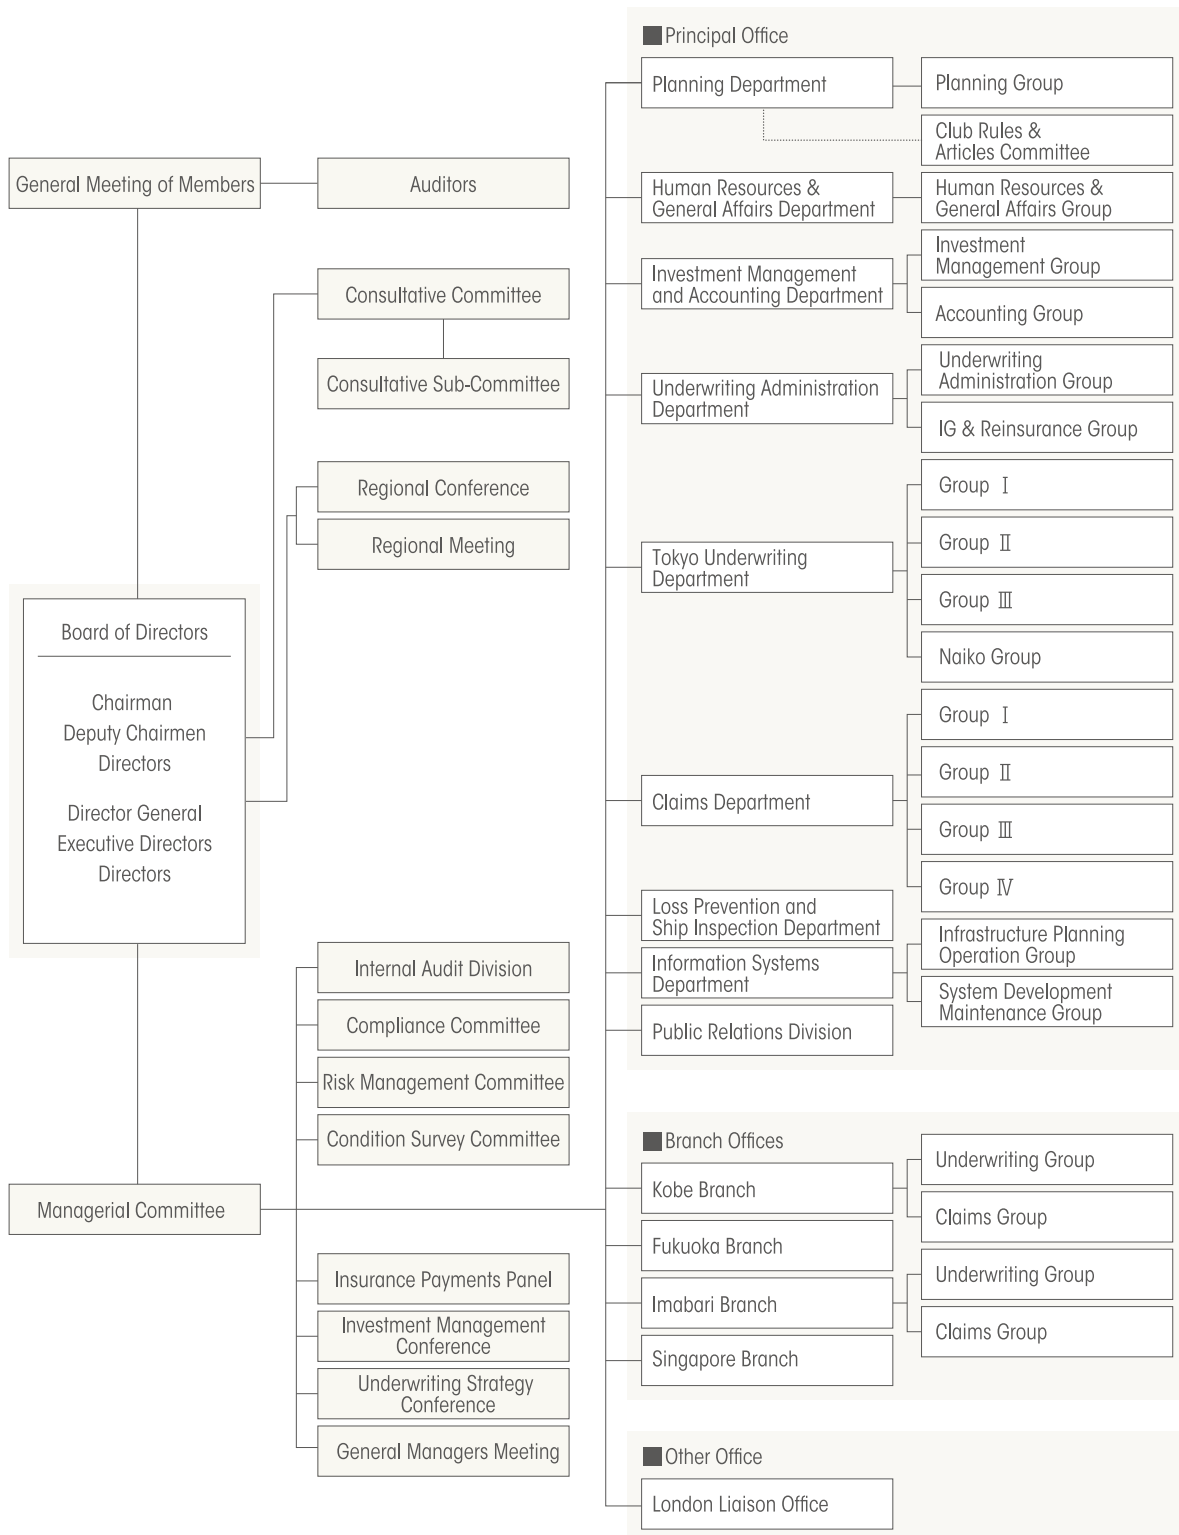 General Meeting of Members
Auditors
Consultative Committee
Consultative Sub-Committee
Regional Conference
Regional Meeting
Board of Directors
Chairman
Deputy Chairmen
Directors
Director General
Executive Directors
Directors
Internal Audit Division
Compliance Committee
Risk Management Committee
Condition Survey Committee
Managerial Committee
Insurance Payments Panel
Investment Management
Conference
Underwriting Strategy
Conference
General Managers Meeting
Principal Office
Planning Department
Planning Group
Club Rules &
Articles Committee
Human Resources &
General Affairs Department
Human Resources &
General Affairs Group
Investment Management
and Accounting Department
Investment
Management Group
Accounting Group
Underwriting Administration
Department
Underwriting
Administration Group
IG & Reinsurance Group
Tokyo Underwriting
Department
Group Ⅰ
Group Ⅱ
Group Ⅲ
Naiko Group
Claims Department
Group Ⅰ
Group Ⅱ
Group Ⅲ
Group Ⅳ
Loss Prevention and
Ship Inspection Department
Information Systems
Department
Infrastructure Planning
Operation Group
System Development
Maintenance Group
Public Relations Division
Branch Offices
Kobe Branch
Underwriting Group
Claims Group
Fukuoka Branch
Imabari Branch
Underwriting Group
Claims Group
Singapore Branch
Other Office
London Liaison Office